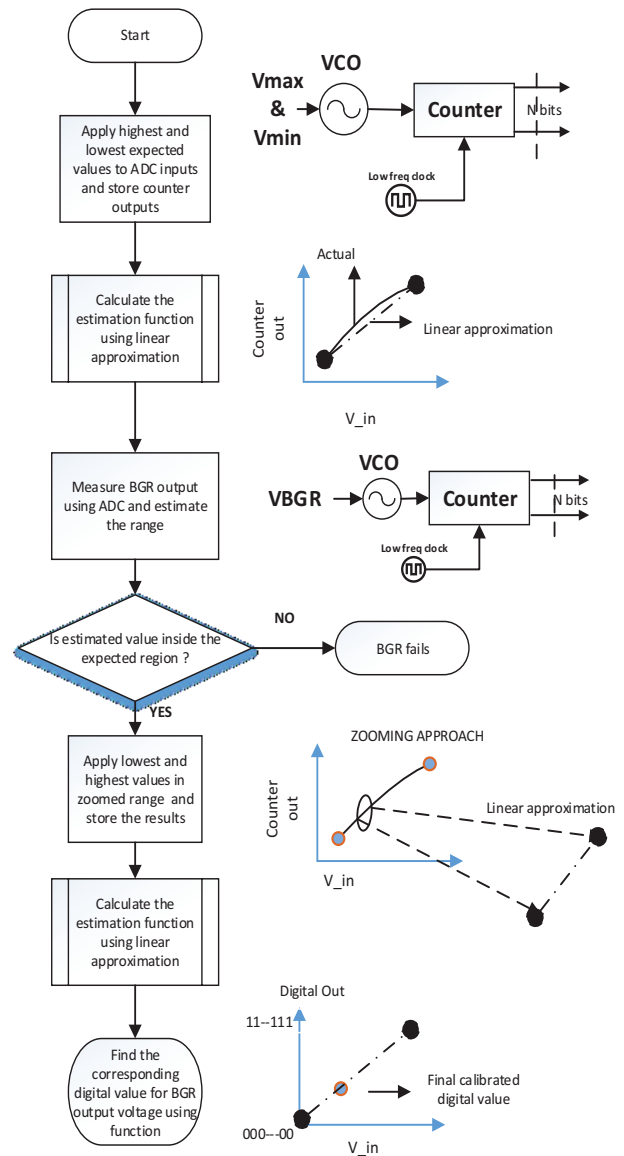 Start
Apply highest and
lowest expected
values to ADC inputs
and store counter
outputs
Vmax
&
Vmin
VCO
Counter
N bits
Low freq clock
Calculate the
estimation function
using linear
approximation
Actual
Counter
out
Linear approximation
V_in
Measure BGR output
using ADC and estimate
the range
VBGR
VCO
Counter
N bits
Low freq clock
Is estimated value inside the
expected region ?
NO
BGR fails
YES
Apply lowest and
highest values in
zoomed range and
store the results
ZOOMING APPROACH
Counter
out
Linear approximation
V_in
Calculate the
estimation function
using linear
approximation
Find the
corresponding
digital value for BGR
output voltage using
function
Digital Out
11--111
Final calibrated
digital value
000---00
V_in